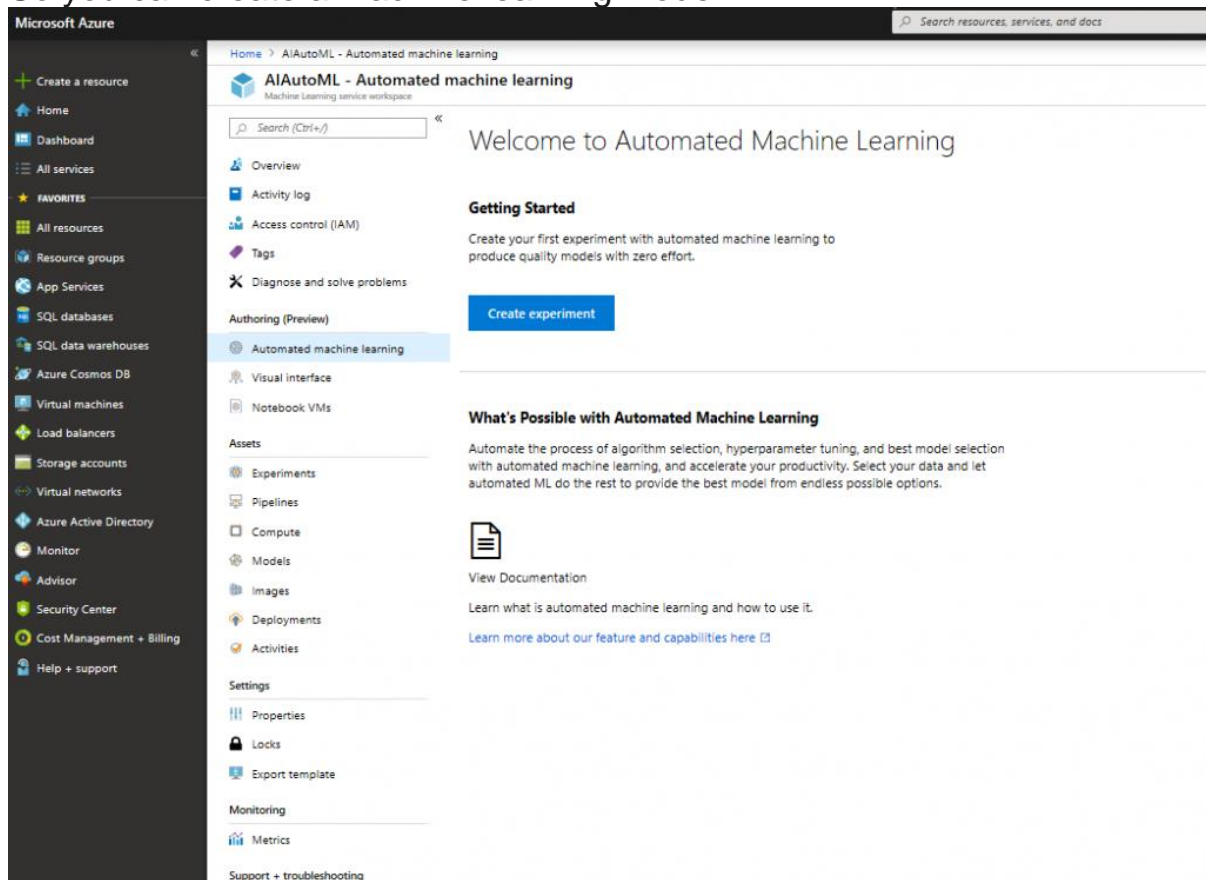 Microsoft Azure
Search resources, services, and docs
«
Create a resource
Home
Dashboard
All services
FAVORITES
All resources
Resource groups
App Services
SQL databases
SQL data warehouses
Azure Cosmos DB
Virtual machines
Load balancers
Storage accounts
Virtual networks
Azure Active Directory
Monitor
Advisor
Security Center
Cost Management + Billing
Help + support
Home > AIAutoML - Automated machine learning
AIAutoML - Automated machine learning
Machine Learning service workspace
Search (Ctrl+/)
«
Overview
Activity log
Access control (IAM)
Tags
Diagnose and solve problems
Authoring (Preview)
Automated machine learning
Visual interface
Notebook VMs
Assets
Experiments
Pipelines
Compute
Models
Images
Deployments
Activities
Settings
Properties
Locks
Export template
Monitoring
Metrics
Support + troubleshooting
Welcome to Automated Machine Learning
Getting Started
Create your first experiment with automated machine learning to
produce quality models with zero effort.
Create experiment
What's Possible with Automated Machine Learning
Automate the process of algorithm selection, hyperparameter tuning, and best model selection
with automated machine learning, and accelerate your productivity. Select your data and let
automated ML do the rest to provide the best model from endless possible options.
View Documentation
Learn what is automated machine learning and how to use it.
Learn more about our feature and capabilities here